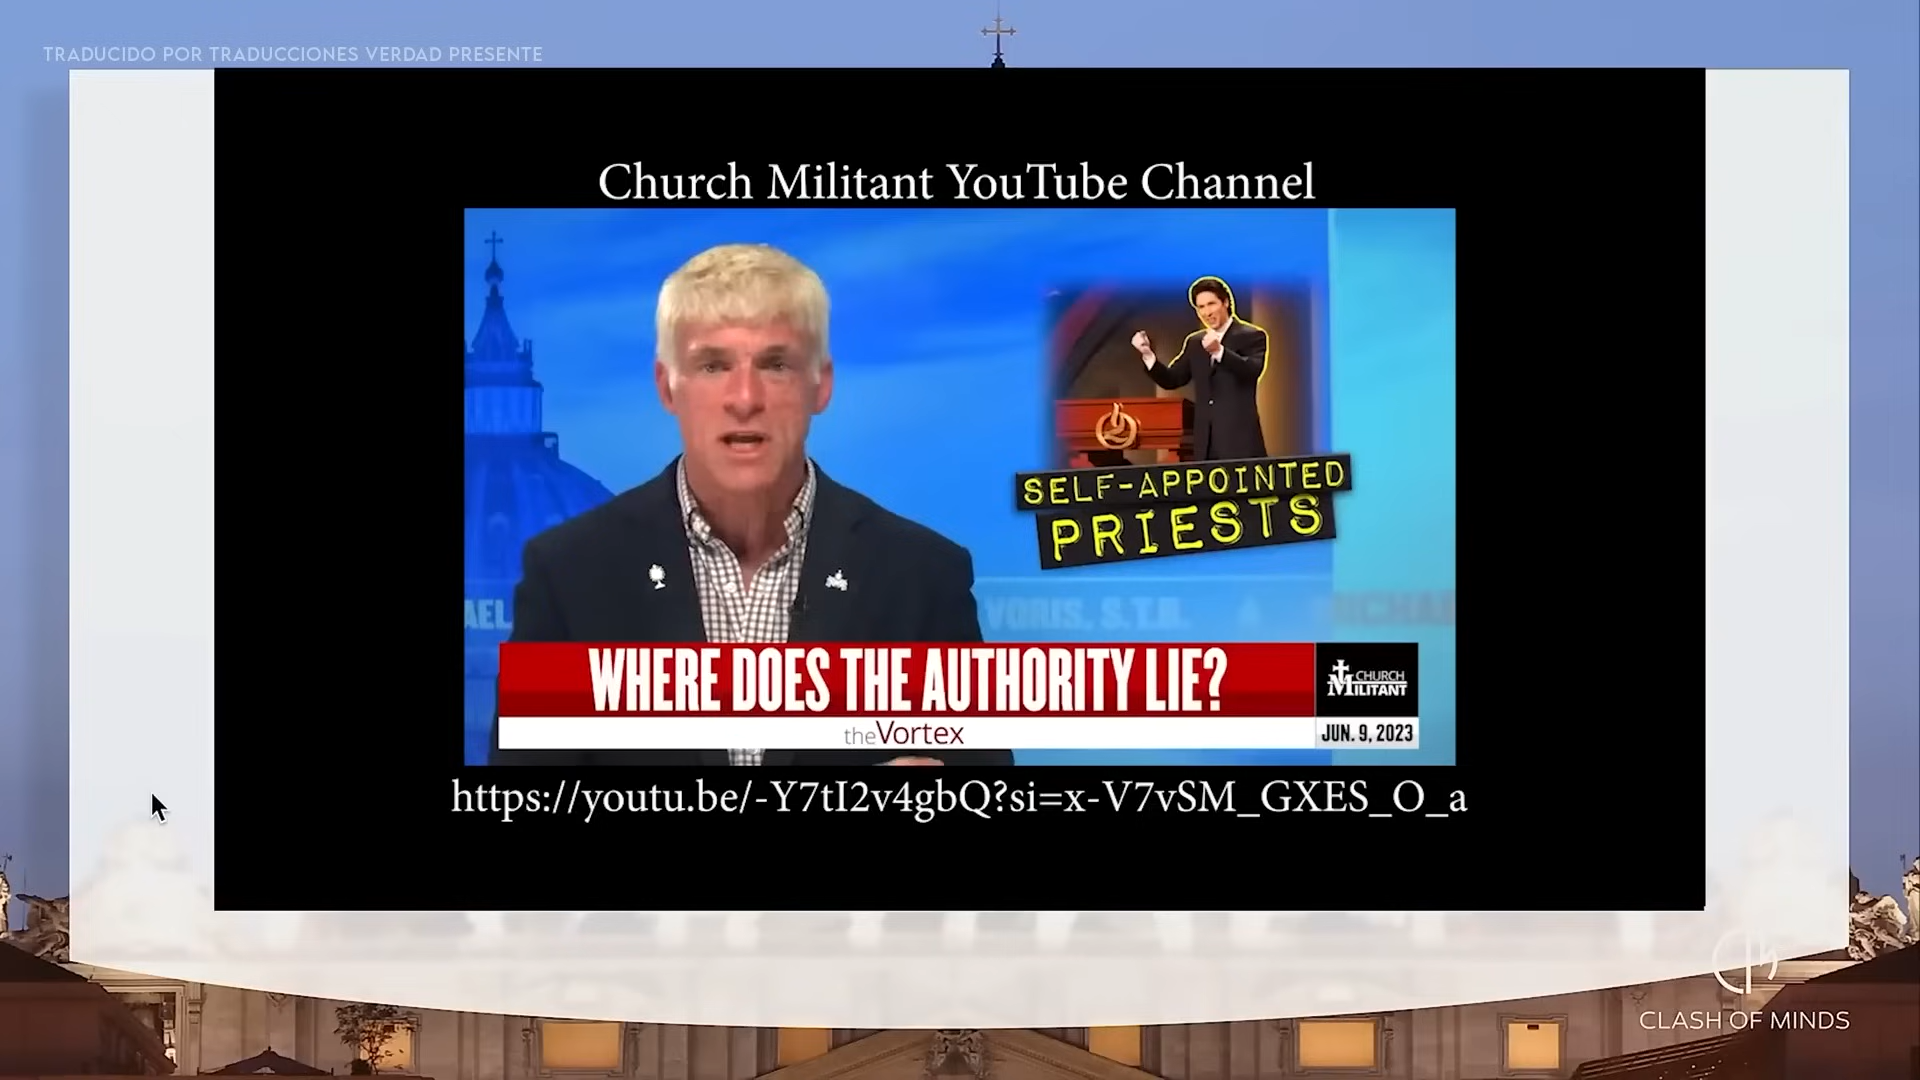 TRADUCIDO POR TRADUCCIONES VERDAD PRESENTE
Church Militant YouTube Channel
SELF-APPOINTED
PRIESTS
VORIS, S.T.B.
WHERE DOES THE AUTHORITY LIE?
CHURCH
MILITANT
theVortex
JUN. 9, 2023
https://youtu.be/-Y7tI2v4gbQ?si=x-V7vSM_GXES_O_a
CLASH OF MINDS